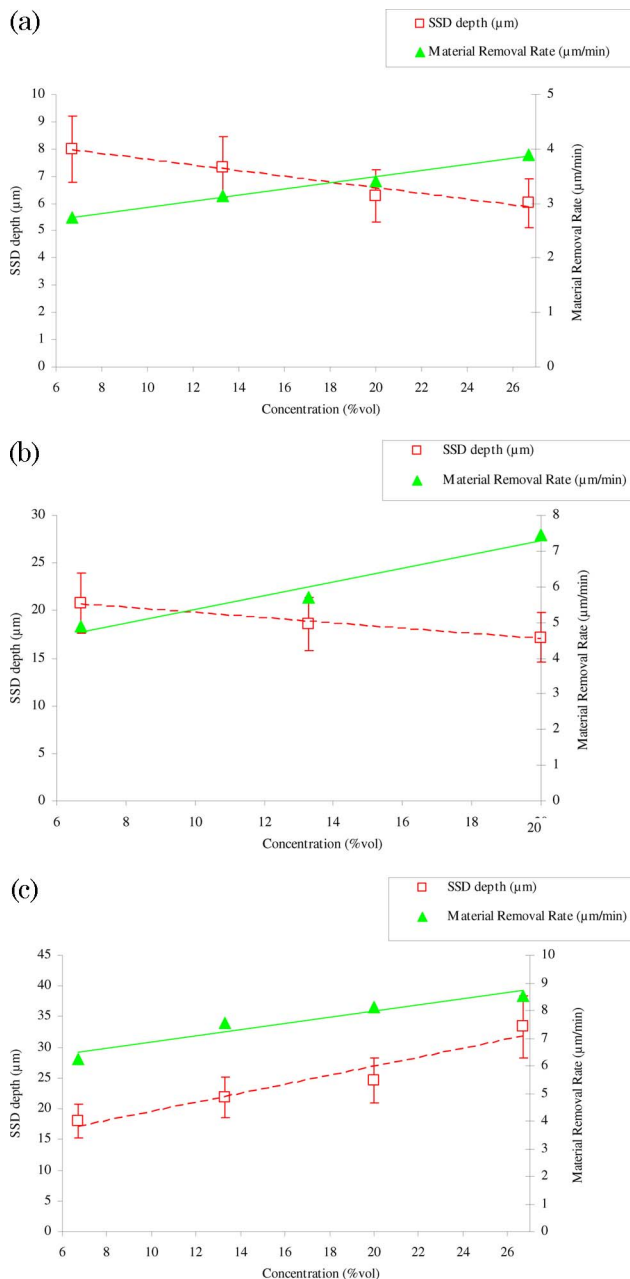 (a)
SSD depth (µm)
Material Removal Rate (µm/min)
10
9
8
7
6
5
4
3
2
1
0
SSD depth (µm)
5
4
3
2
1
0
Material Removal Rate (µm/min)
6 8 10 12 14 16 18 20 22 24 26
Concentration (%vol)
(b)
SSD depth (µm)
Material Removal Rate (µm/min)
30
25
20
15
10
5
0
SSD depth (µm)
8
7
6
5
4
3
2
1
0
Material Removal Rate (µm/min)
6 8 10 12 14 16 18 20
Concentration (%vol)
(c)
SSD depth (µm)
Material Removal Rate (µm/min)
45
40
35
30
25
20
15
10
5
0
SSD depth (µm)
10
9
8
7
6
5
4
3
2
1
0
Material Removal Rate (µm/min)
6 8 10 12 14 16 18 20 22 24 26
Concentration (%vol)